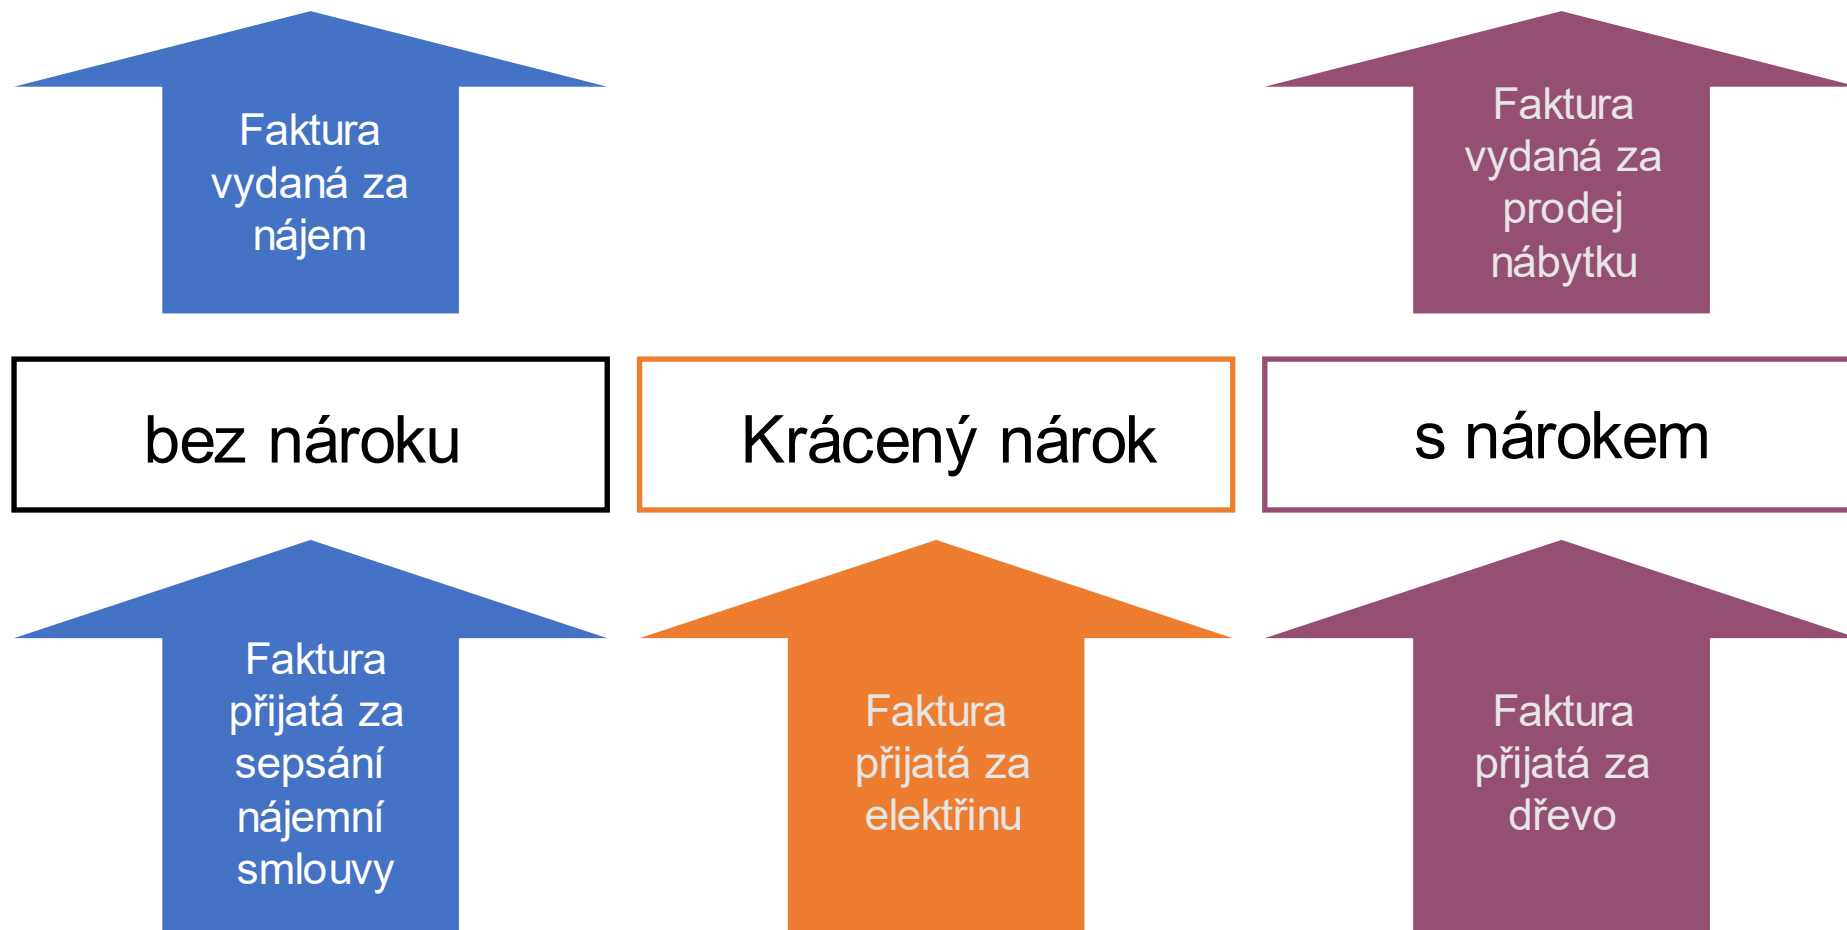 Faktura
vydaná za
nájem
Faktura
vydaná za
prodej
nábytku
bez nároku
Krácený nárok
s nárokem
Faktura
přijatá za
sepsání
nájemní
smlouvy
Faktura
přijatá za
elektřinu
Faktura
přijatá za
dřevo